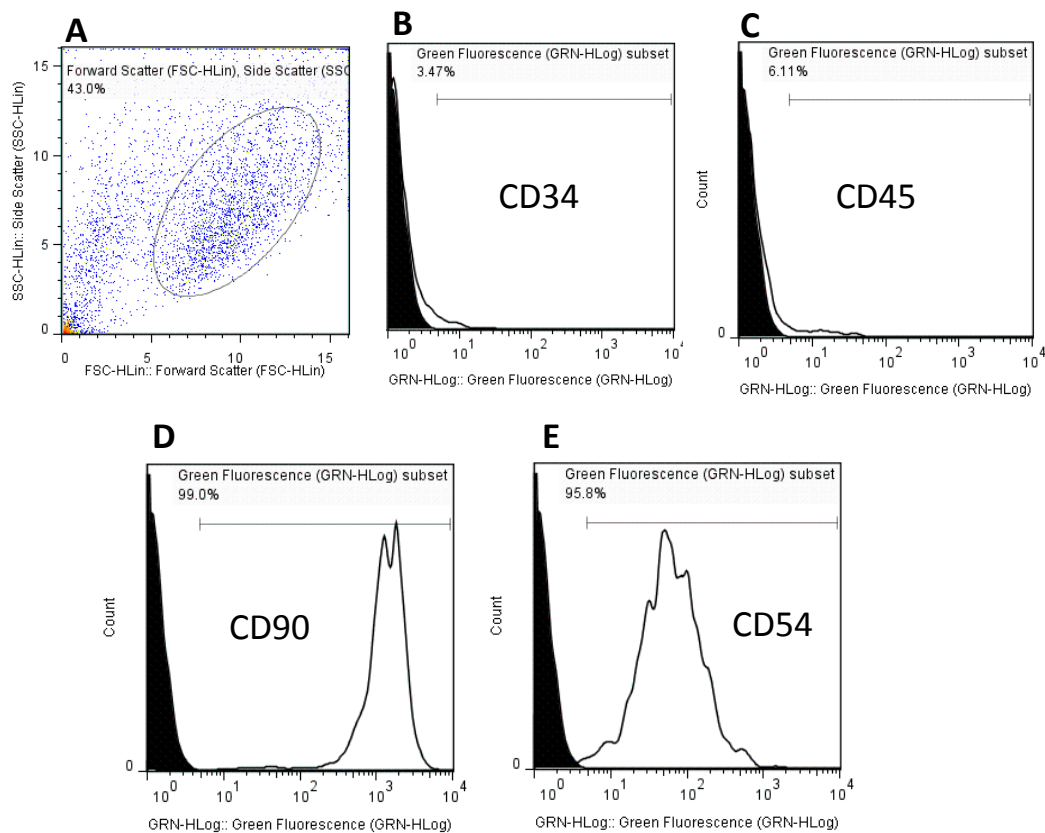 A
Forward Scatter (FSC-HLin), Side Scatter (SSC
43.0%
15
10
5
0
SSC-HLin:: Side Scatter (SSC-HLin)
0 5 10 15
FSC-HLin:: Forward Scatter (FSC-HLin)
B
Green Fluorescence (GRN-HLog) subset
3.47%
CD34
10^0 10^1 10^2 10^3 10^4
GRN-HLog:: Green Fluorescence (GRN-HLog)
C
Green Fluorescence (GRN-HLog) subset
6.11%
CD45
Count
0
10^0 10^1 10^2 10^3 10^4
GRN-HLog:: Green Fluorescence (GRN-HLog)
D
Green Fluorescence (GRN-HLog) subset
99.0%
CD90
Count
0
10^0 10^1 10^2 10^3 10^4
GRN-HLog:: Green Fluorescence (GRN-HLog)
E
Green Fluorescence (GRN-HLog) subset
95.8%
CD54
Count
0
10^0 10^1 10^2 10^3 10^4
GRN-HLog:: Green Fluorescence (GRN-HLog)